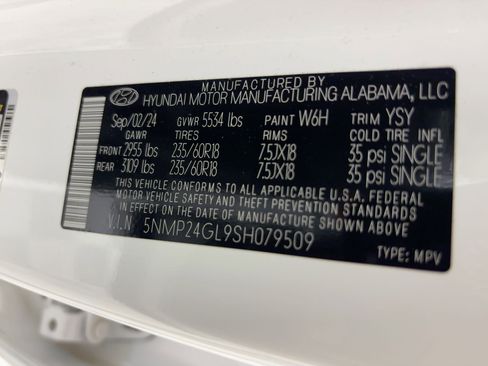 MANUFACTURED BY
HYUNDAI MOTOR MANUFACTURING ALABAMA, LLC
Sep/02/24 GVWR 5534 lbs PAINT W6H TRIM YSY
GAWR TIRES RIMS COLD TIRE INFL
FRONT 2955 lbs 235/60R18 7.5JX18 35 psi SINGLE
REAR 3109 lbs 235/60R18 7.5JX18 35 psi SINGLE
THIS VEHICLE CONFORMS TO ALL APPLICABLE U.S.A. FEDERAL
MOTOR VEHICLE SAFETY AND THEFT PREVENTION STANDARDS
IN EFFECT ON THE DATE OF MANUFACTURE SHOWN ABOVE
V.I.N 5NMP24GL9SH079509
TYPE: MPV